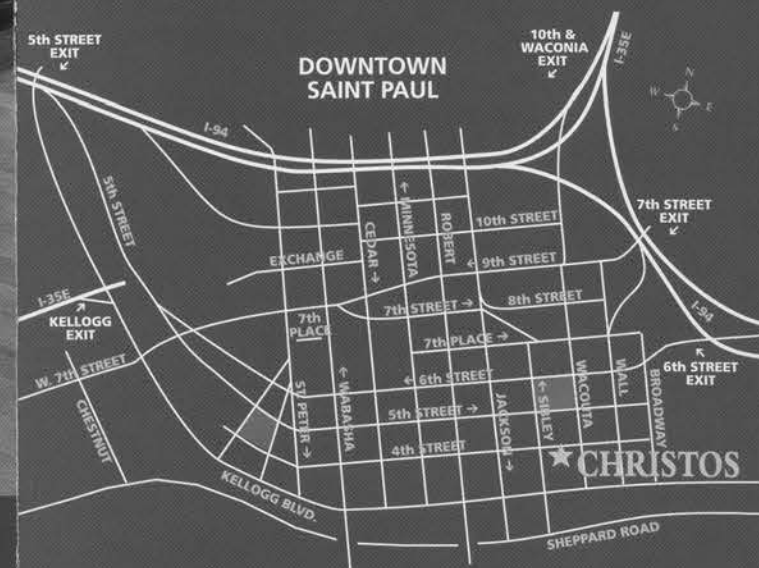 5th STREET
EXIT
DOWNTOWN
SAINT PAUL
10th &
WACONIA
EXIT
I-35E
N
W
E
S
I-94
5th STREET
7th STREET
EXIT
MINNESOTA
ROBERT
CEDAR
10th STREET
EXCHANGE
9th STREET
I-35E
KELLOGG
EXIT
7th
PLACE
7th STREET
8th STREET
I-94
7th PLACE
W. 7th STREET
6th STREET
6th STREET
EXIT
CHESTNUT
ST. PETER
WABASHA
5th STREET
JACKSON
SIBLEY
WACOUTA
WALL
BROADWAY
4th STREET
CHRISTOS
KELLOGG BLVD.
SHEPPARD ROAD